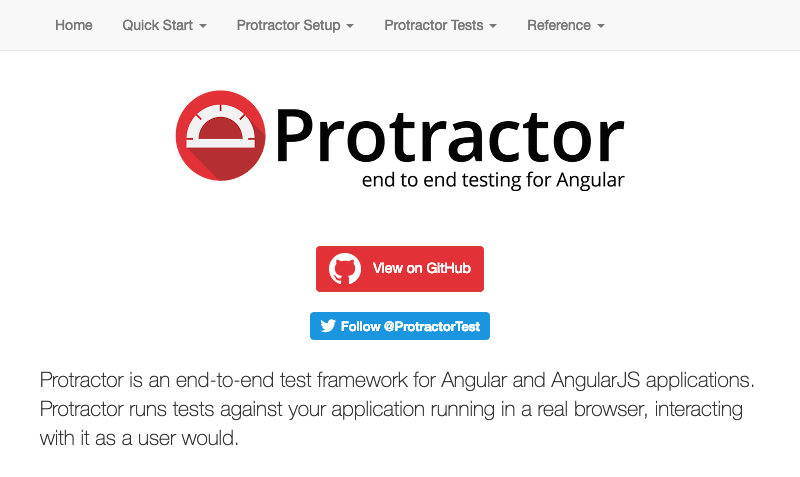 Home Quick Start Protractor Setup Protractor Tests Reference
Protractor
end to end testing for Angular
View on GitHub
Follow @ProtractorTest
Protractor is an end-to-end test framework for Angular and AngularJS applications.
Protractor runs tests against your application running in a real browser, interacting
with it as a user would.